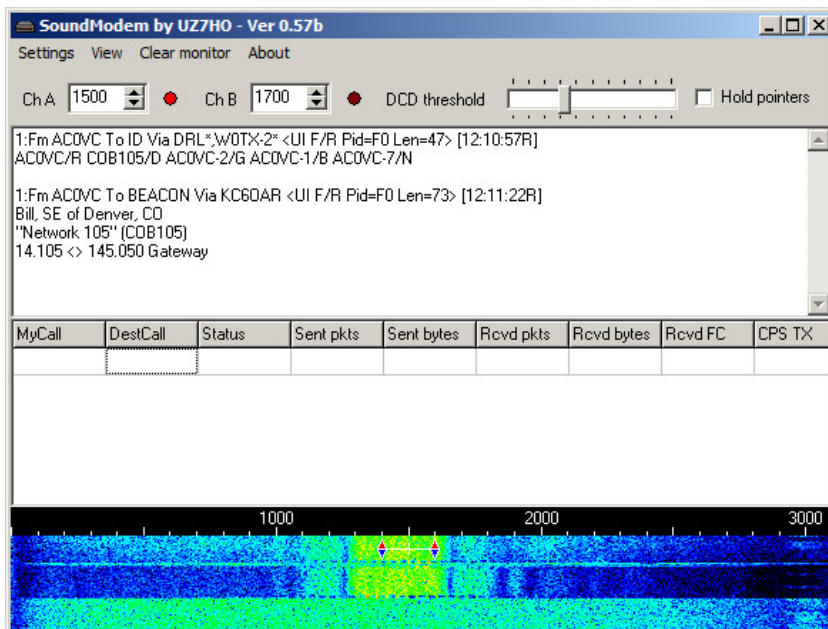 SoundModem by UZ7HO - Ver 0.57b
Settings View Clear monitor About
Ch A 1500 Ch B 1700 DCD threshold Hold pointers
1:Fm AC0VC To ID Via DRL*,W0TX-2* <UI F/R Pid=F0 Len=47> [12:10:57R]
AC0VC/R COB105/D AC0VC-2/G AC0VC-1/B AC0VC-7/N
1:Fm AC0VC To BEACON Via KC6OAR <UI F/R Pid=F0 Len=73> [12:11:22R]
Bill, SE of Denver, CO
"Network 105" (COB105)
14.105 <> 145.050 Gateway
MyCall DestCall Status Sent pkts Sent bytes Rcvd pkts Rcvd bytes Rcvd FC CPS TX
1000 2000 3000